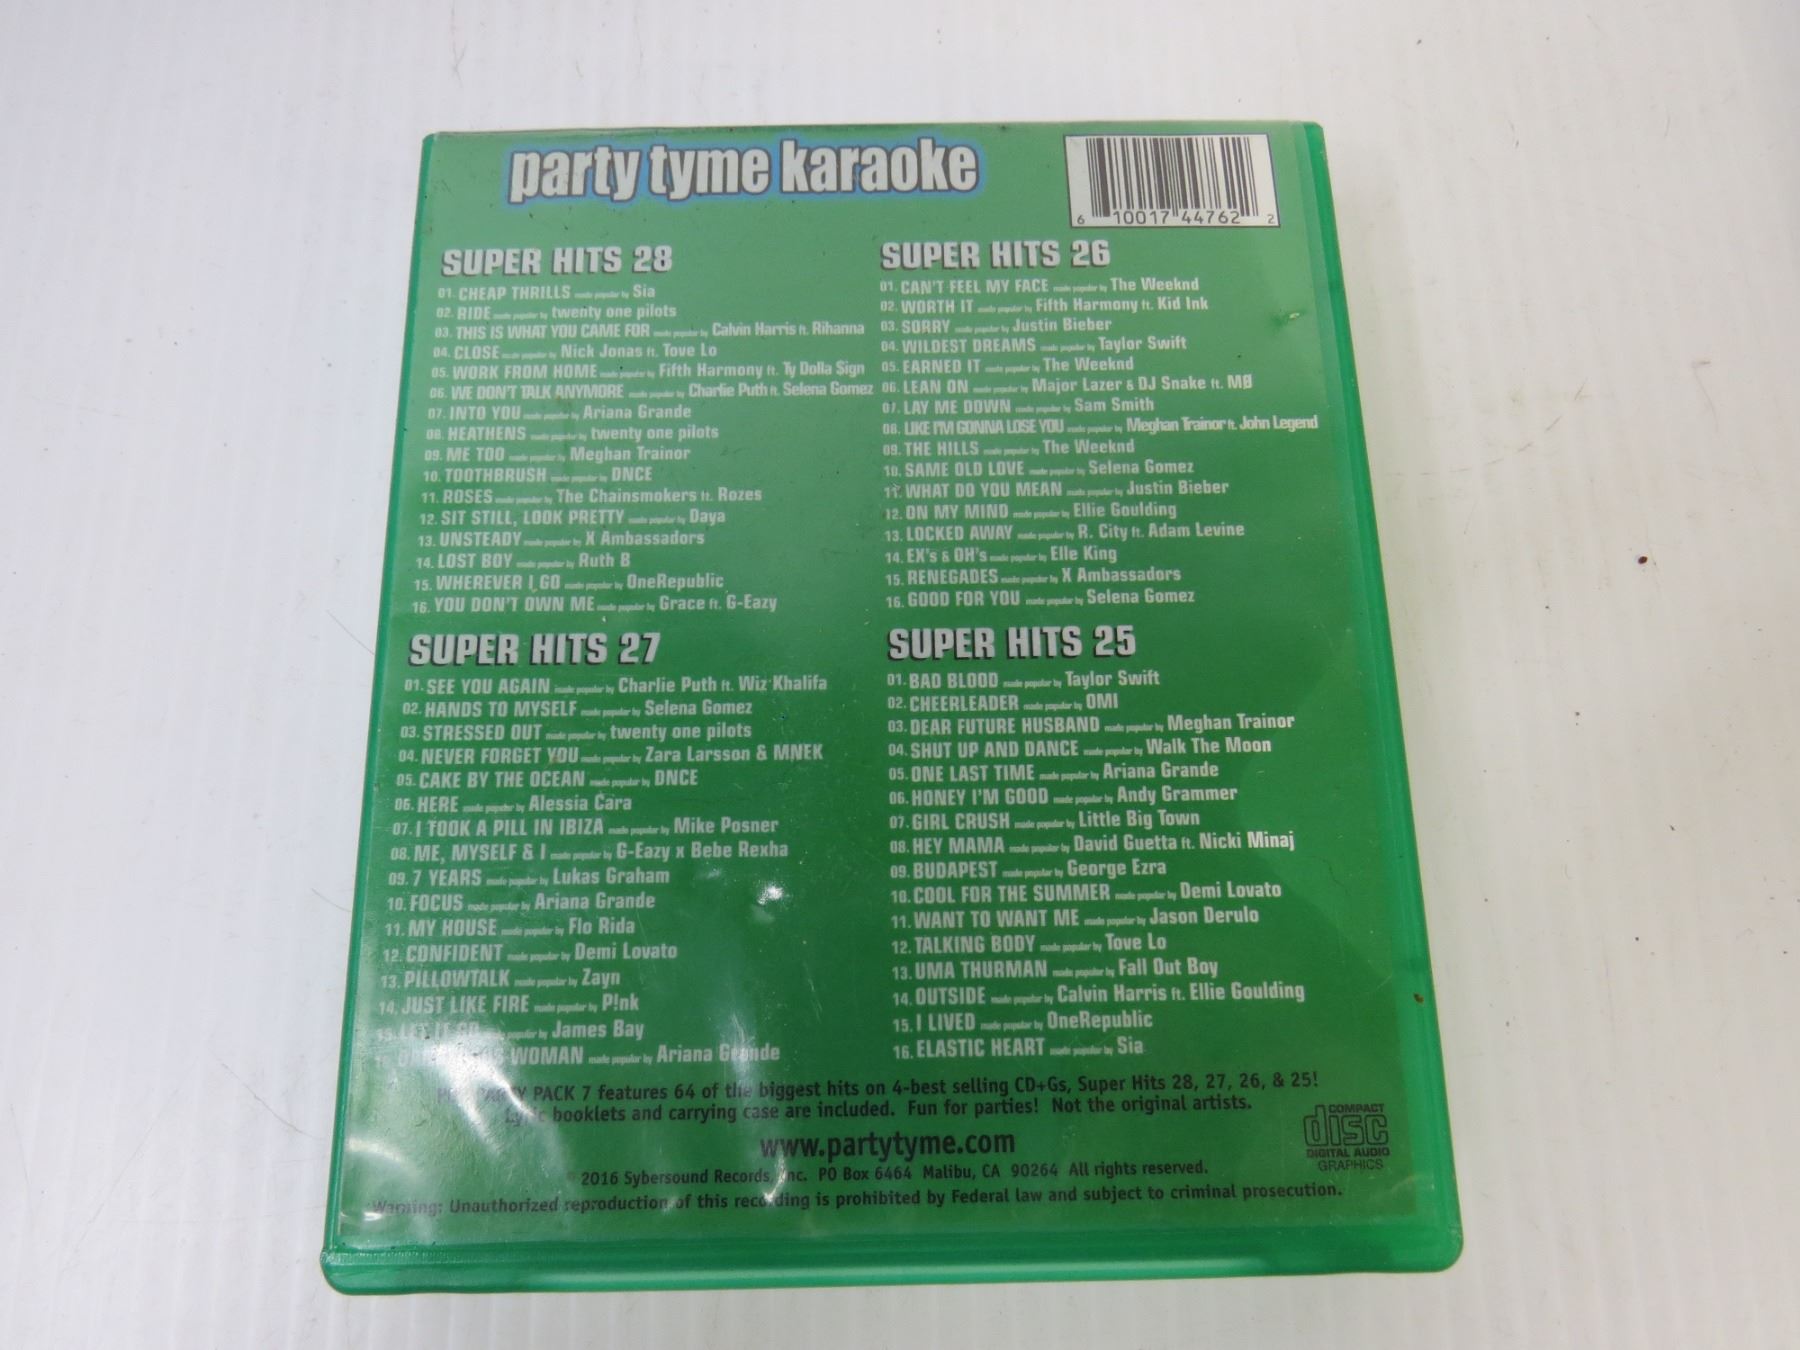 party tyme karaoke
6 10017 44762 2
SUPER HITS 28
01. CHEAP THRILLS made popular by Sia
02. RIDE made popular by twenty one pilots
03. THIS IS WHAT YOU CAME FOR made popular by Calvin Harris ft. Rihanna
04. CLOSE made popular by Nick Jonas ft. Tove Lo
05. WORK FROM HOME made popular by Fifth Harmony ft. Ty Dolla $ign
06. WE DON'T TALK ANYMORE made popular by Charlie Puth ft. Selena Gomez
07. INTO YOU made popular by Ariana Grande
08. HEATHENS made popular by twenty one pilots
09. ME TOO made popular by Meghan Trainor
10. TOOTHBRUSH made popular by DNCE
11. ROSES made popular by The Chainsmokers ft. Rozes
12. SIT STILL, LOOK PRETTY made popular by Daya
13. UNSTEADY made popular by X Ambassadors
14. LOST BOY made popular by Ruth B
15. WHEREVER I GO made popular by OneRepublic
16. YOU DON'T OWN ME made popular by Grace ft. G-Eazy
SUPER HITS 27
01. SEE YOU AGAIN made popular by Charlie Puth ft. Wiz Khalifa
02. HANDS TO MYSELF made popular by Selena Gomez
03. STRESSED OUT made popular by twenty one pilots
04. NEVER FORGET YOU made popular by Zara Larsson & MNEK
05. CAKE BY THE OCEAN made popular by DNCE
06. HERE made popular by Alessia Cara
07. I TOOK A PILL IN IBIZA made popular by Mike Posner
08. ME, MYSELF & I made popular by G-Eazy x Bebe Rexha
09. 7 YEARS made popular by Lukas Graham
10. FOCUS made popular by Ariana Grande
11. MY HOUSE made popular by Flo Rida
12. CONFIDENT made popular by Demi Lovato
13. PILLOWTALK made popular by Zayn
14. JUST LIKE FIRE made popular by P!nk
15. LET IT GO made popular by James Bay
WOMAN made popular by Ariana Grande
SUPER HITS 26
01. CAN'T FEEL MY FACE made popular by The Weeknd
02. WORTH IT made popular by Fifth Harmony ft. Kid Ink
03. SORRY made popular by Justin Bieber
04. WILDEST DREAMS made popular by Taylor Swift
05. EARNED IT made popular by The Weeknd
06. LEAN ON made popular by Major Lazer & DJ Snake ft. MØ
07. LAY ME DOWN made popular by Sam Smith
08. LIKE I'M GONNA LOSE YOU made popular by Meghan Trainor ft. John Legend
09. THE HILLS made popular by The Weeknd
10. SAME OLD LOVE made popular by Selena Gomez
11. WHAT DO YOU MEAN made popular by Justin Bieber
12. ON MY MIND made popular by Ellie Goulding
13. LOCKED AWAY made popular by R. City ft. Adam Levine
14. EX's & OH's made popular by Elle King
15. RENEGADES made popular by X Ambassadors
16. GOOD FOR YOU made popular by Selena Gomez
SUPER HITS 25
01. BAD BLOOD made popular by Taylor Swift
02. CHEERLEADER made popular by OMI
03. DEAR FUTURE HUSBAND made popular by Meghan Trainor
04. SHUT UP AND DANCE made popular by Walk The Moon
05. ONE LAST TIME made popular by Ariana Grande
06. HONEY I'M GOOD made popular by Andy Grammer
07. GIRL CRUSH made popular by Little Big Town
08. HEY MAMA made popular by David Guetta ft. Nicki Minaj
09. BUDAPEST made popular by George Ezra
10. COOL FOR THE SUMMER made popular by Demi Lovato
11. WANT TO WANT ME made popular by Jason Derulo
12. TALKING BODY made popular by Tove Lo
13. UMA THURMAN made popular by Fall Out Boy
14. OUTSIDE made popular by Calvin Harris ft. Ellie Goulding
15. I LIVED made popular by OneRepublic
16. ELASTIC HEART made popular by Sia
PARTY PACK 7 features 64 of the biggest hits on 4-best selling CD+Gs, Super Hits 28, 27, 26, & 25!
Lyric booklets and carrying case are included. Fun for parties! Not the original artists.
www.partytyme.com
© 2016 Sybersound Records, Inc. PO Box 6464 Malibu, CA 90264 All rights reserved.
Warning: Unauthorized reproduction of this recording is prohibited by Federal law and subject to criminal prosecution.
COMPACT
disc
DIGITAL AUDIO
GRAPHICS